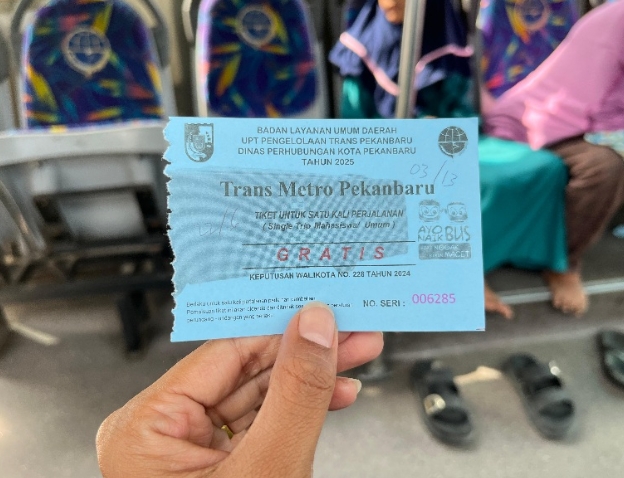 BADAN LAYANAN UMUM DAERAH
UPT PENGELOLAAN TRANS PEKANBARU
DINAS PERHUBUNGAN KOTA PEKANBARU
TAHUN 2025
03/13
Trans Metro Pekanbaru
TIKET UNTUK SATU KALI PERJALANAN
(Single Trip Mahasiswa/ Umum)
AYO
NAIK BUS
GRATIS
KEPUTUSAN WALIKOTA NO. 228 TAHUN 2024
NO. SERI : 006285